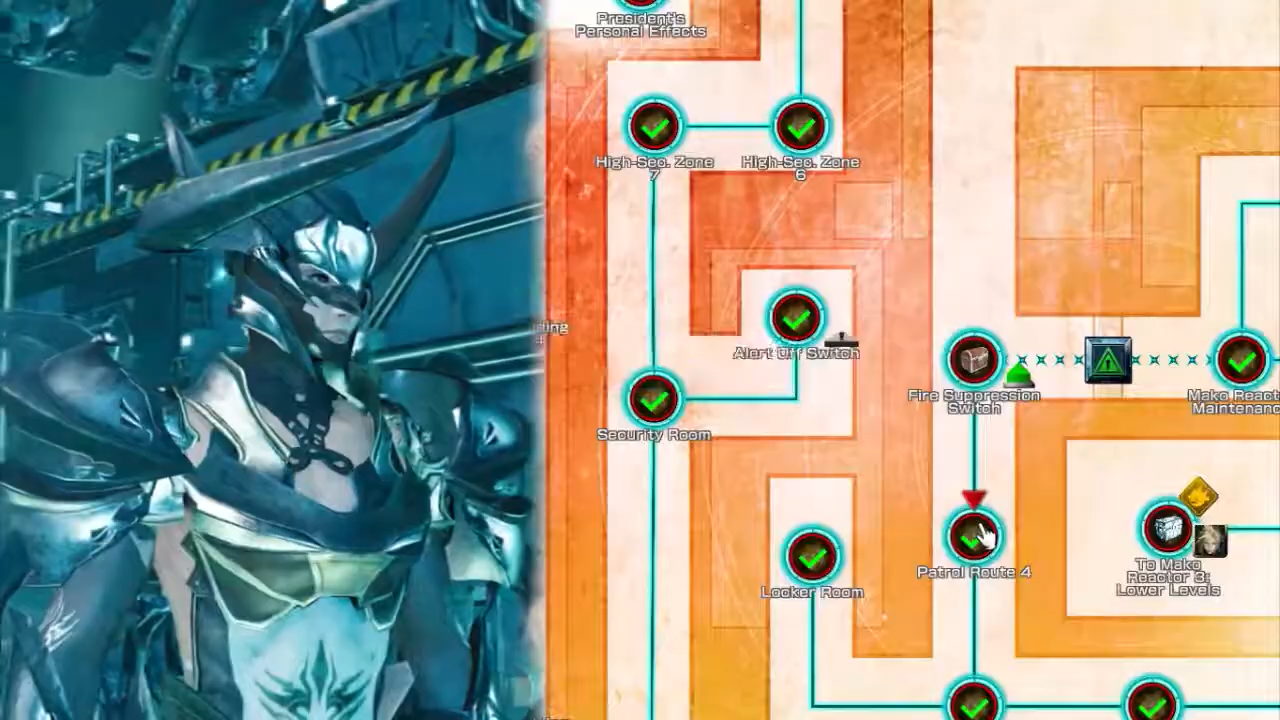 President's
Personal Effects
High-Sec. Zone
7
High-Sec. Zone
6
Alert Off Switch
Fire Suppression
Switch
Security Room
Patrol Route 4
Locker Room
To Mako
Reactor 3:
Lower Levels